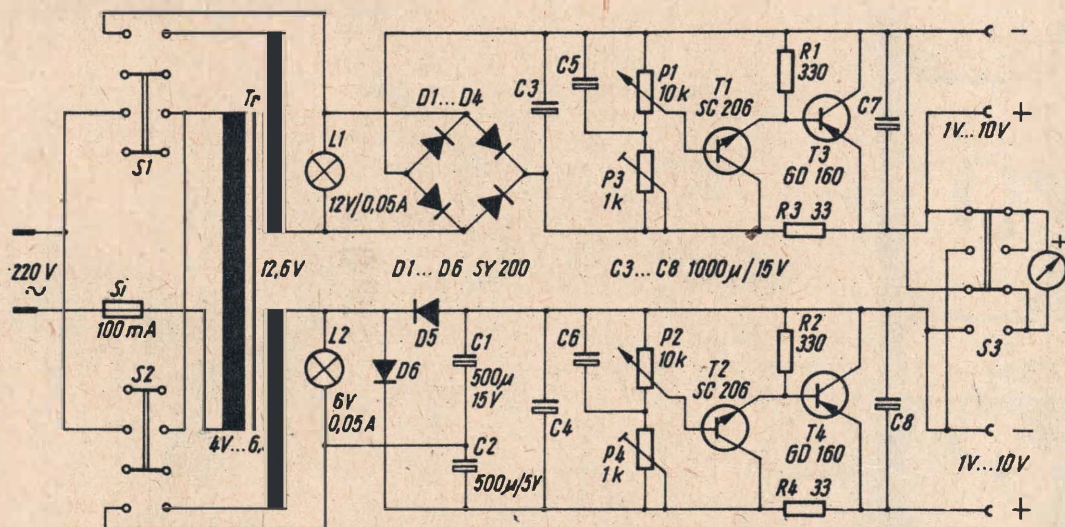 220 V
~
Si
100 mA
S1
S2
Tr
12,6V
4V...6,
L1
12V/0,05A
L2
6V
0,05A
D1...D4
D1...D6 SY 200
D5
D6
C1
500µ
15V
C2
500µ/5V
C3
C4
C5
C6
C3...C8 1000µ/15V
P1
10k
P3
1k
T1
SC 206
R1
330
T3
GD 160
R3 33
C7
P2
10k
P4
1k
T2
SC 206
R2
330
T4
GD 160
R4 33
C8
-
+
1V...10V
+
S3
-
1V...10V
+